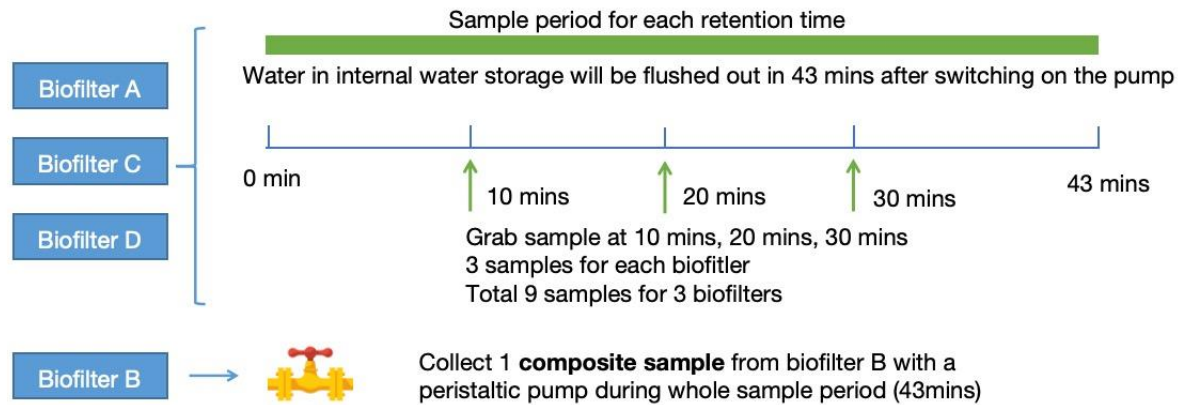 Sample period for each retention time
Water in internal water storage will be flushed out in 43 mins after switching on the pump
Biofilter A
Biofilter C
Biofilter D
0 min
10 mins
20 mins
30 mins
43 mins
Grab sample at 10 mins, 20 mins, 30 mins
3 samples for each biofitler
Total 9 samples for 3 biofilters
Biofilter B
Collect 1 composite sample from biofilter B with a
peristaltic pump during whole sample period (43mins)